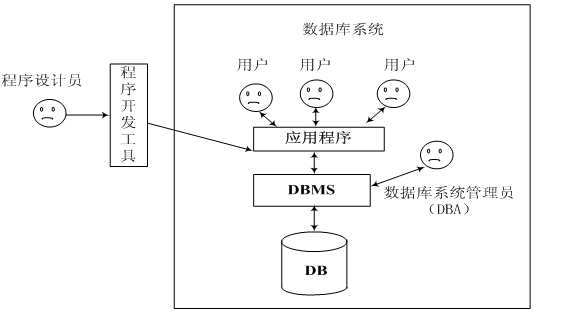 数据库系统
用户
用户
用户
程序设计员
程序开发工具
应用程序
DBMS
数据库系统管理员
（DBA）
DB